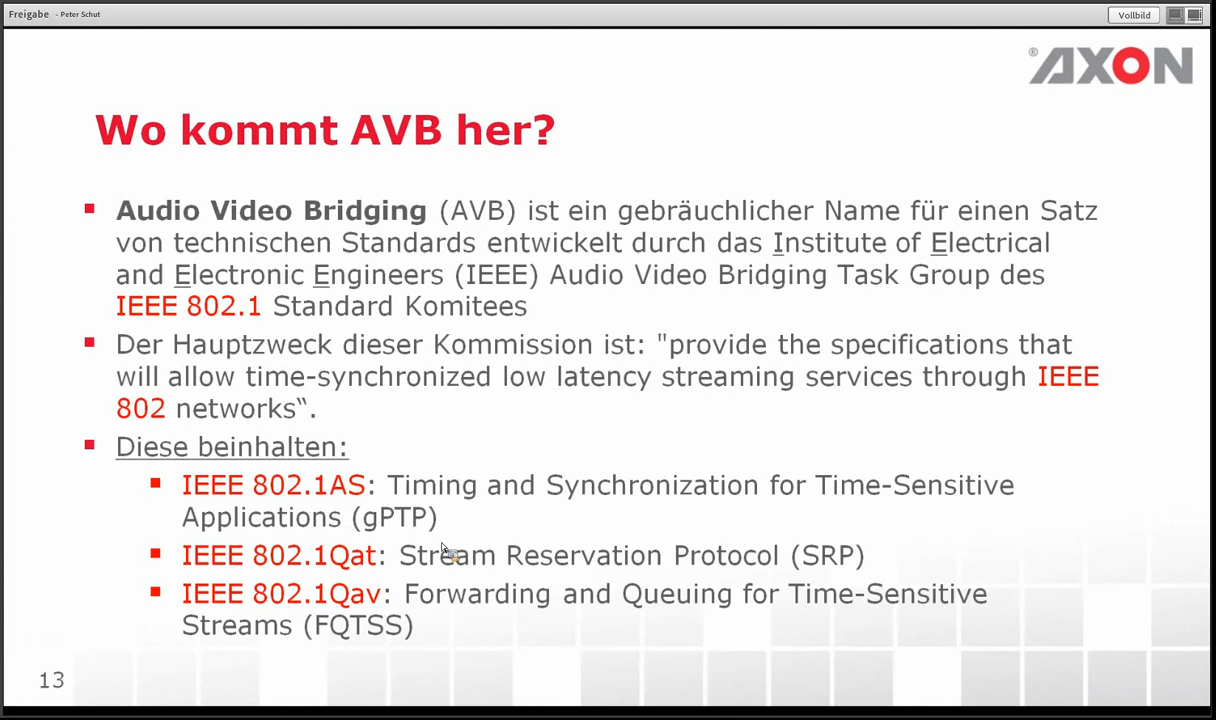 Freigabe - Peter Schut
Vollbild
®AXON
Wo kommt AVB her?
Audio Video Bridging (AVB) ist ein gebräuchlicher Name für einen Satz
von technischen Standards entwickelt durch das Institute of Electrical
and Electronic Engineers (IEEE) Audio Video Bridging Task Group des
IEEE 802.1 Standard Komitees
Der Hauptzweck dieser Kommission ist: "provide the specifications that
will allow time-synchronized low latency streaming services through IEEE
802 networks“.
Diese beinhalten:
IEEE 802.1AS: Timing and Synchronization for Time-Sensitive
Applications (gPTP)
IEEE 802.1Qat: Stream Reservation Protocol (SRP)
IEEE 802.1Qav: Forwarding and Queuing for Time-Sensitive
Streams (FQTSS)
13